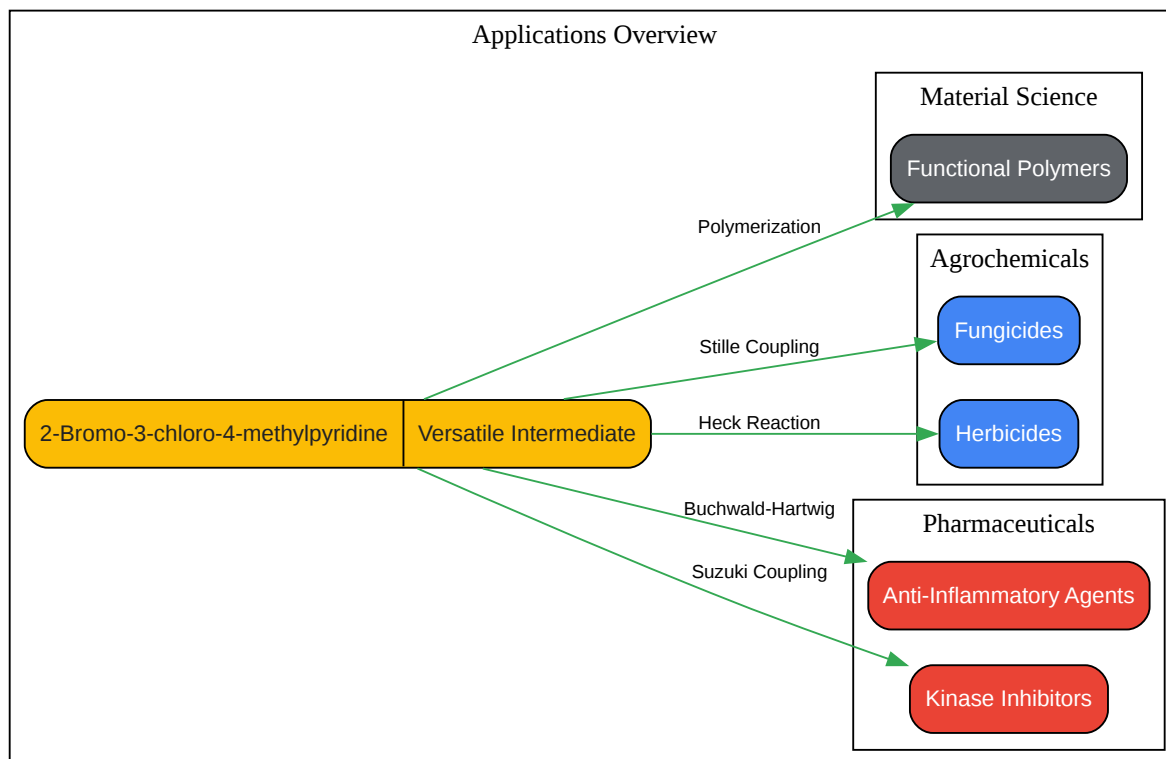 Applications Overview
Material Science
Functional Polymers
Polymerization
Agrochemicals
Fungicides
Stille Coupling
2-Bromo-3-chloro-4-methylpyridine
Versatile Intermediate
Heck Reaction
Herbicides
Buchwald-Hartwig
Pharmaceuticals
Suzuki Coupling
Anti-Inflammatory Agents
Kinase Inhibitors